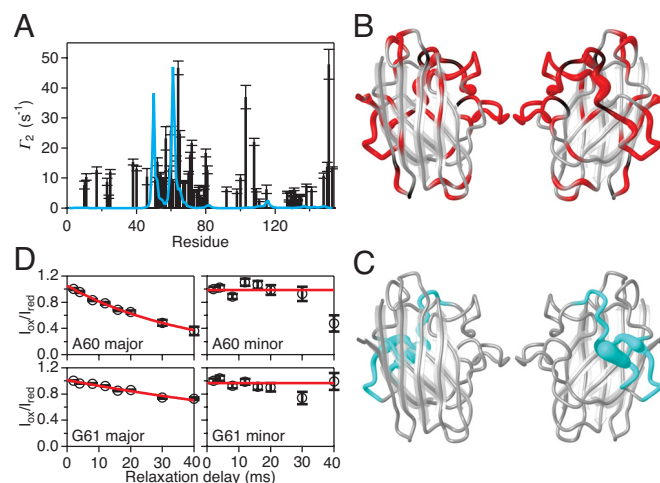 A
B
Γ2 (s-1)
50
40
30
20
10
0
0 40 80 120
Residue
D
C
Iox/Ired
1.2
0.8
0.4
0.0
A60 major
A60 minor
Iox/Ired
1.2
0.8
0.4
0.0
G61 major
G61 minor
0 10 20 30 40 0 10 20 30 40
Relaxation delay (ms)